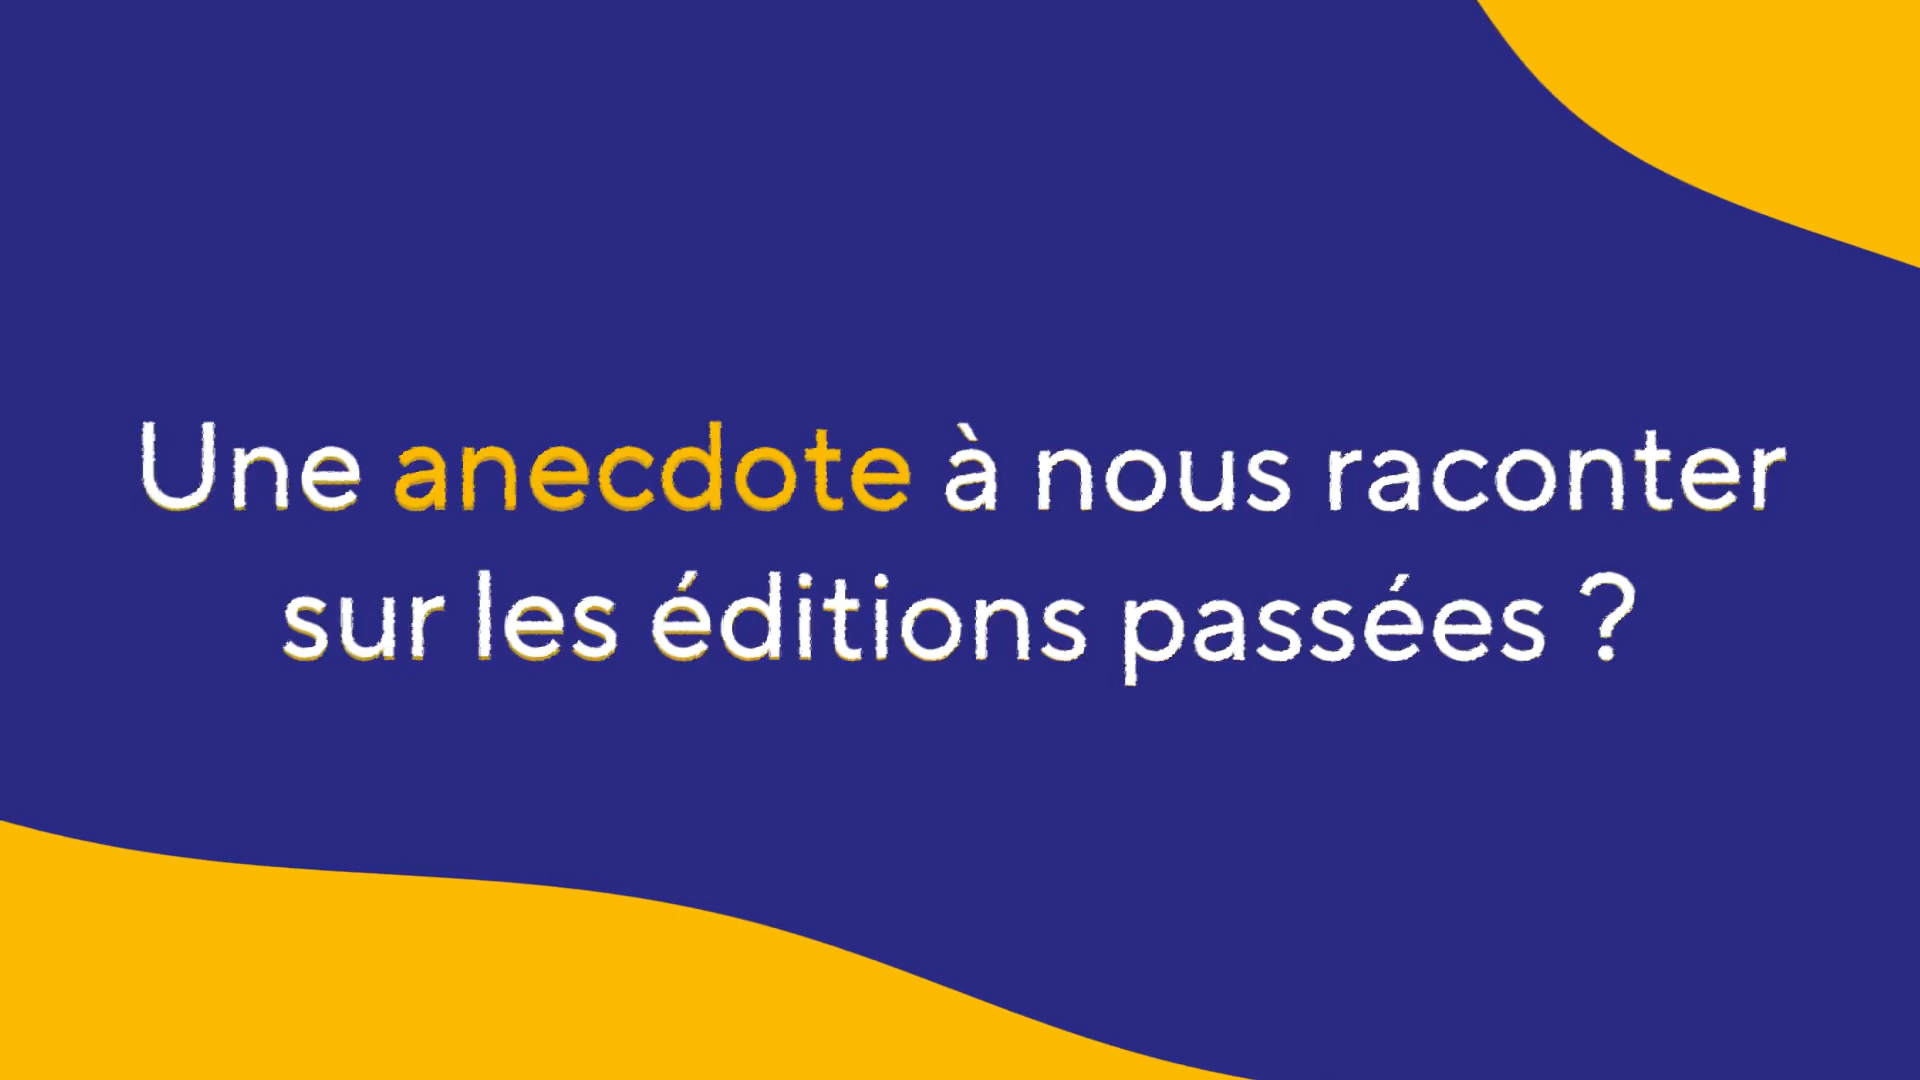 Une anecdote à nous raconter
sur les éditions passées ?